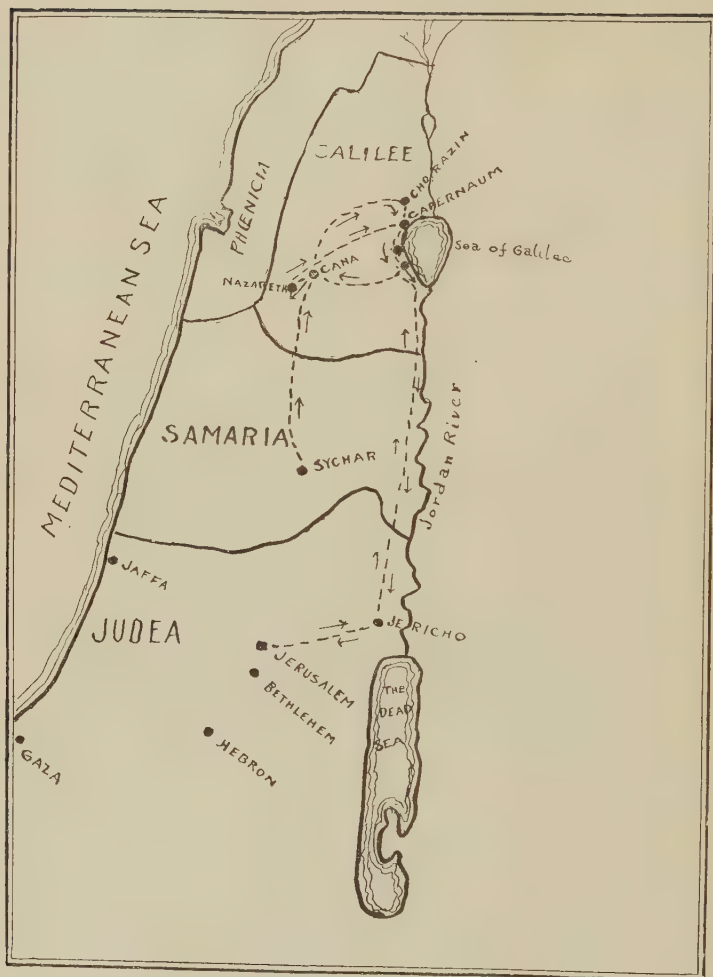 MEDITERRANEAN SEA
PHŒNICIA
GALILEE
CHORAZIN
CAPERNAUM
Sea of Galilee
CANA
NAZARETH
SAMARIA
SYCHAR
Jordan River
JAFFA
JUDEA
JERICHO
JERUSALEM
BETHLEHEM
HEBRON
GAZA
THE
DEAD
SEA